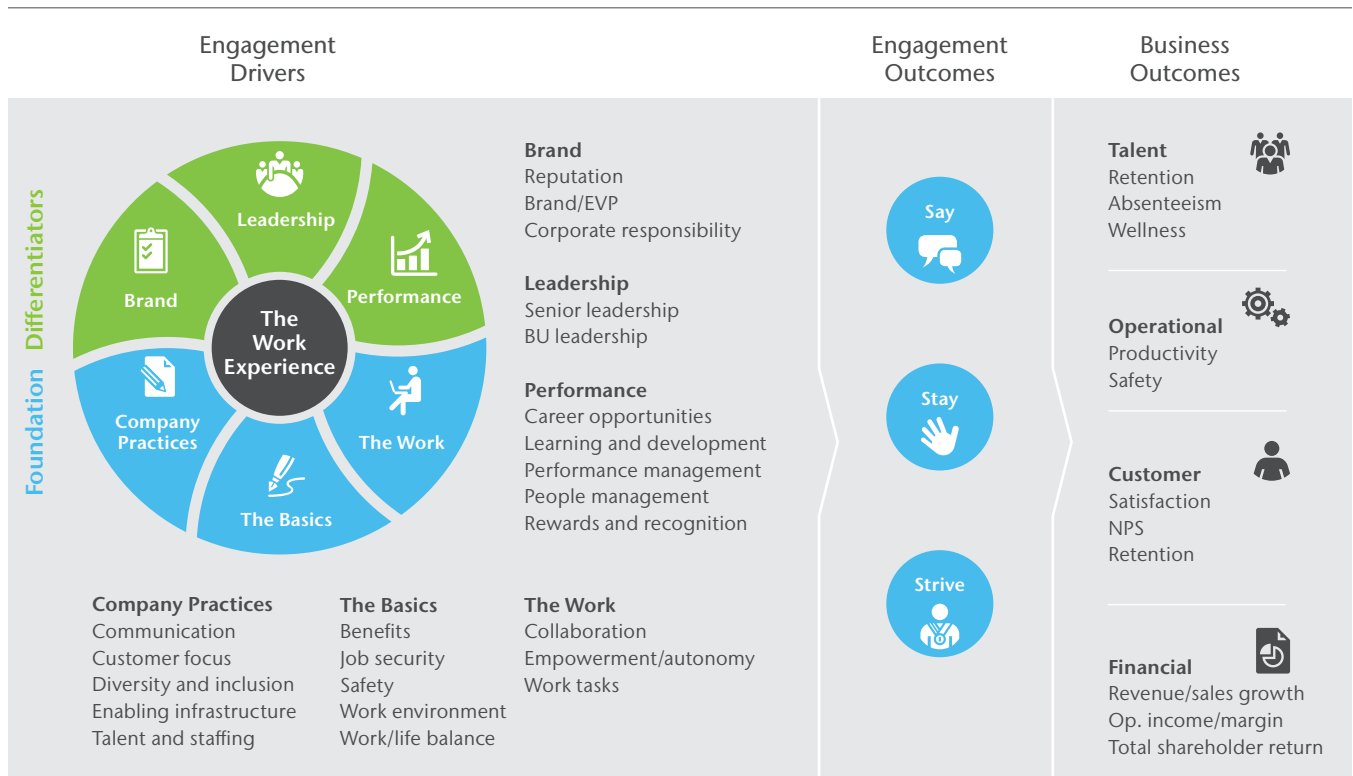 Engagement
Drivers
Engagement
Outcomes
Business
Outcomes
Differentiators
Foundation
Leadership
Brand
Performance
The
Work
Experience
Company
Practices
The Work
The Basics
Brand
Reputation
Brand/EVP
Corporate responsibility
Leadership
Senior leadership
BU leadership
Performance
Career opportunities
Learning and development
Performance management
People management
Rewards and recognition
Company Practices
Communication
Customer focus
Diversity and inclusion
Enabling infrastructure
Talent and staffing
The Basics
Benefits
Job security
Safety
Work environment
Work/life balance
The Work
Collaboration
Empowerment/autonomy
Work tasks
Say
Stay
Strive
Talent
Retention
Absenteeism
Wellness
Operational
Productivity
Safety
Customer
Satisfaction
NPS
Retention
Financial
Revenue/sales growth
Op. income/margin
Total shareholder return